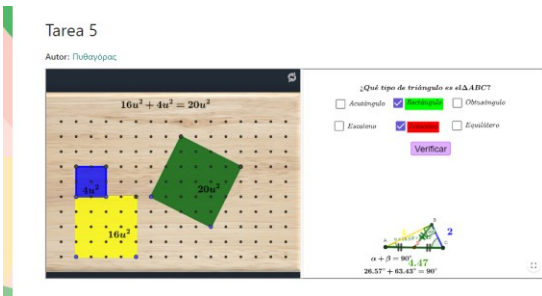 Tarea 5
Autor: Πυθαγόρας
16u² + 4u² = 20u²
4u²
20u²
16u²
¿Qué tipo de triángulo es el ΔABC?
Acutángulo
Rectángulo
Obtusángulo
Escaleno
Equilátero
Verificar
2
4.47
α + β = 90°
26.57° + 63.43° = 90°